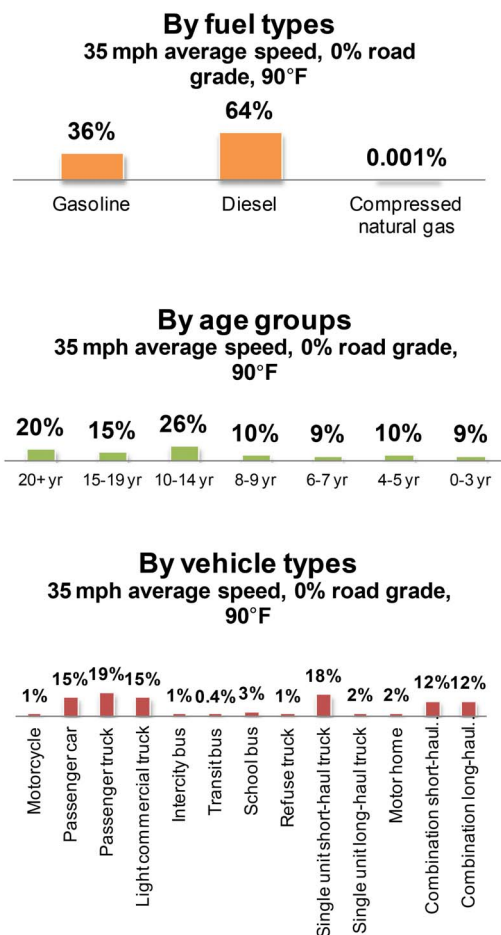 By fuel types
35 mph average speed, 0% road
grade, 90°F
36%
64%
0.001%
Gasoline
Diesel
Compressed
natural gas
By age groups
35 mph average speed, 0% road grade,
90°F
20%
15%
26%
10%
9%
10%
9%
20+ yr
15-19 yr
10-14 yr
8-9 yr
6-7 yr
4-5 yr
0-3 yr
By vehicle types
35 mph average speed, 0% road grade,
90°F
1%
15%
19%
15%
1%
0.4%
3%
1%
18%
2%
2%
12%
12%
Motorcycle
Passenger car
Passenger truck
Light commercial truck
Intercity bus
Transit bus
School bus
Refuse truck
Single unit short-haul truck
Single unit long-haul truck
Motor home
Combination short-haul...
Combination long-haul...